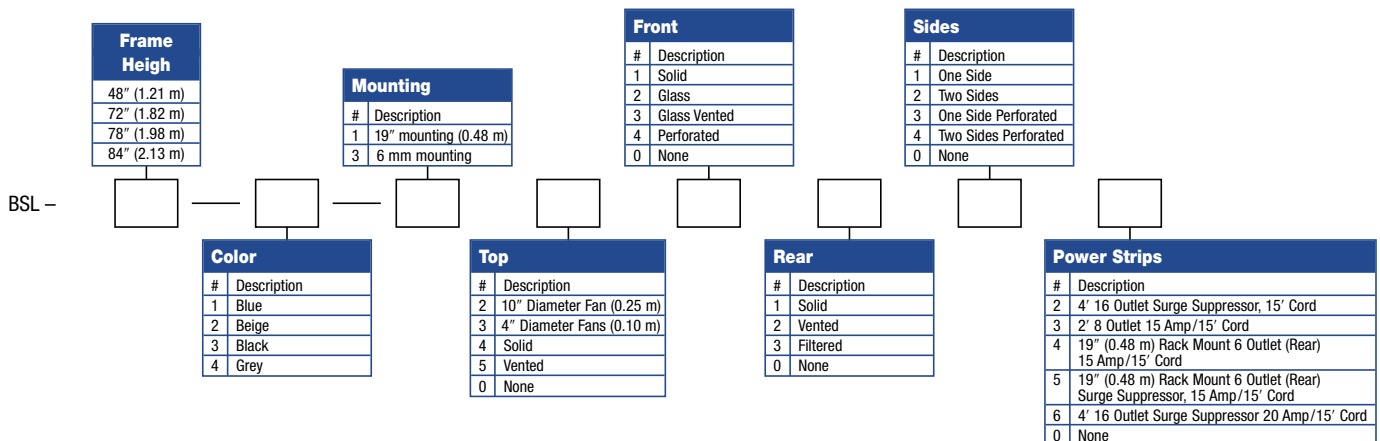 Frame
Heigh
48″ (1.21 m)
72″ (1.82 m)
78″ (1.98 m)
84″ (2.13 m)
Mounting
# Description
1 19″ mounting (0.48 m)
3 6 mm mounting
Front
# Description
1 Solid
2 Glass
3 Glass Vented
4 Perforated
0 None
Sides
# Description
1 One Side
2 Two Sides
3 One Side Perforated
4 Two Sides Perforated
0 None
BSL –
Color
# Description
1 Blue
2 Beige
3 Black
4 Grey
Top
# Description
2 10″ Diameter Fan (0.25 m)
3 4″ Diameter Fans (0.10 m)
4 Solid
5 Vented
0 None
Rear
# Description
1 Solid
2 Vented
3 Filtered
0 None
Power Strips
# Description
2 4′ 16 Outlet Surge Suppressor, 15′ Cord
3 2′ 8 Outlet 15 Amp/15′ Cord
4 19″ (0.48 m) Rack Mount 6 Outlet (Rear)
15 Amp/15′ Cord
5 19″ (0.48 m) Rack Mount 6 Outlet (Rear)
Surge Suppressor, 15 Amp/15′ Cord
6 4′ 16 Outlet Surge Suppressor 20 Amp/15′ Cord
0 None